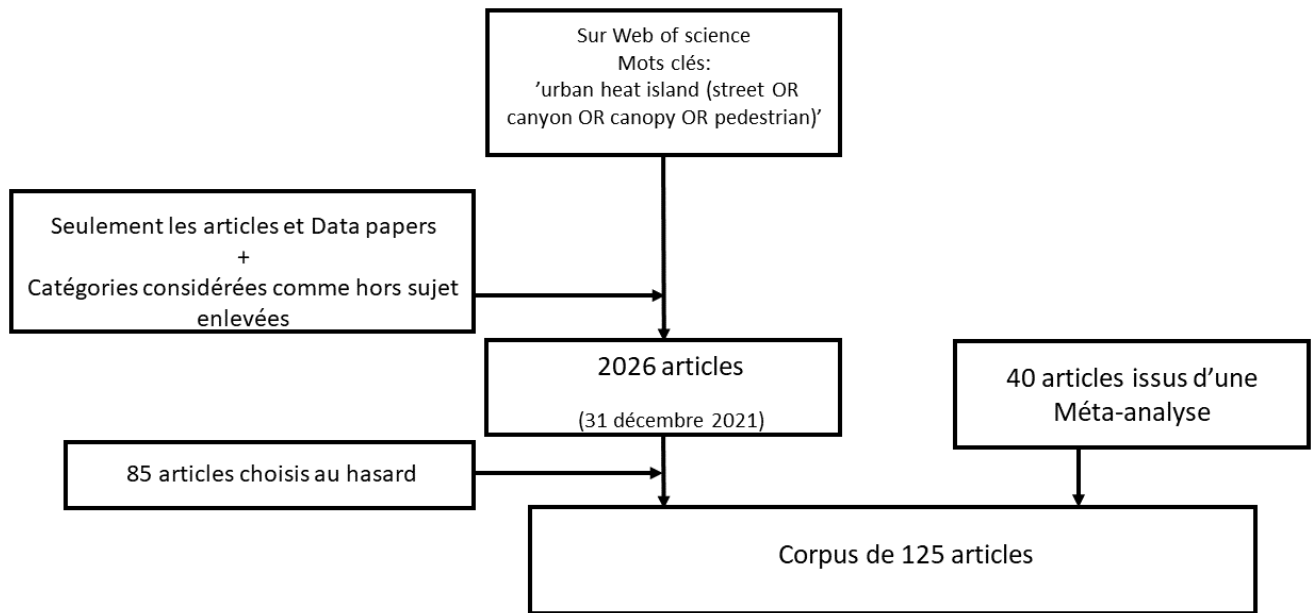 Sur Web of science
Mots clés:
’urban heat island (street OR
canyon OR canopy OR pedestrian)’
Seulement les articles et Data papers
+
Catégories considérées comme hors sujet
enlevées
2026 articles
(31 décembre 2021)
40 articles issus d’une
Méta-analyse
85 articles choisis au hasard
Corpus de 125 articles